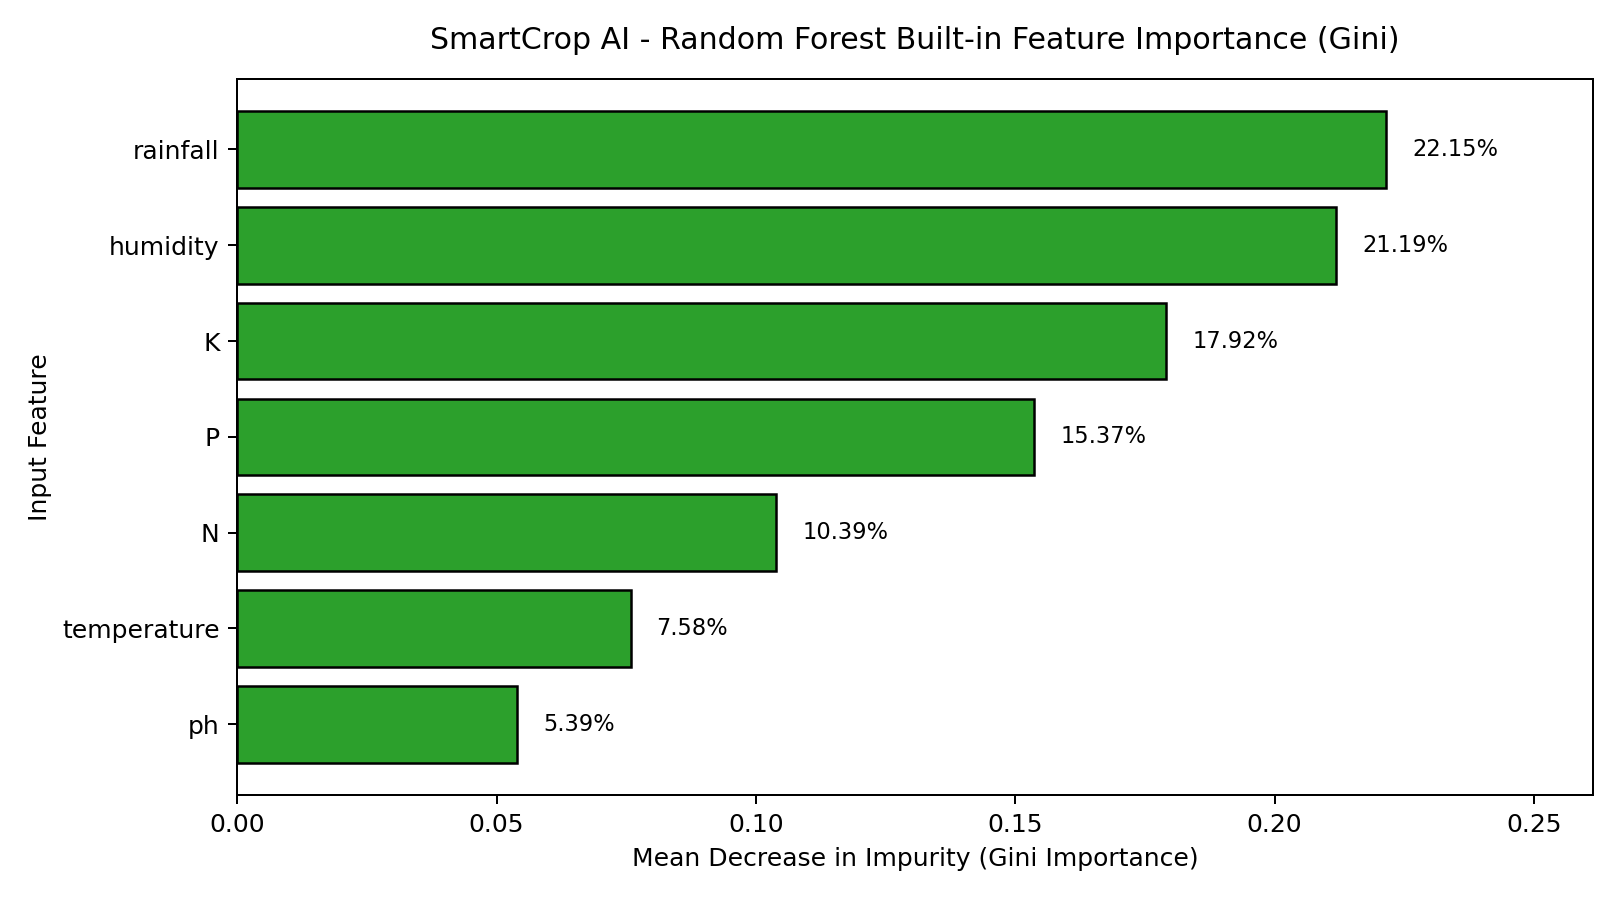 SmartCrop AI - Random Forest Built-in Feature Importance (Gini)
Input Feature
rainfall 22.15%
humidity 21.19%
K 17.92%
P 15.37%
N 10.39%
temperature 7.58%
ph 5.39%
0.00 0.05 0.10 0.15 0.20 0.25
Mean Decrease in Impurity (Gini Importance)